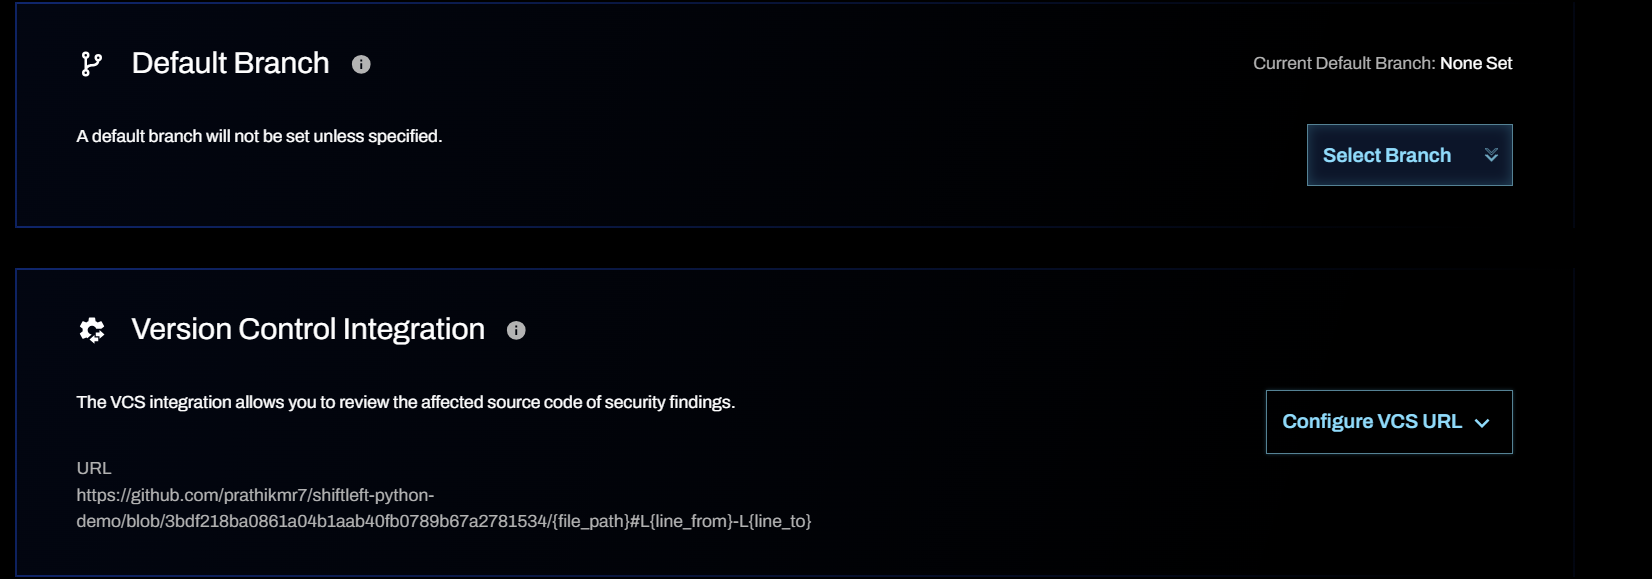 Default Branch
Current Default Branch: None Set
A default branch will not be set unless specified.
Select Branch
Version Control Integration
The VCS integration allows you to review the affected source code of security findings.
Configure VCS URL
URL
https://github.com/prathikmr7/shiftleft-python-
demo/blob/3bdf218ba0861a04b1aab40fb0789b67a2781534/{file_path}#L{line_from}-L{line_to}